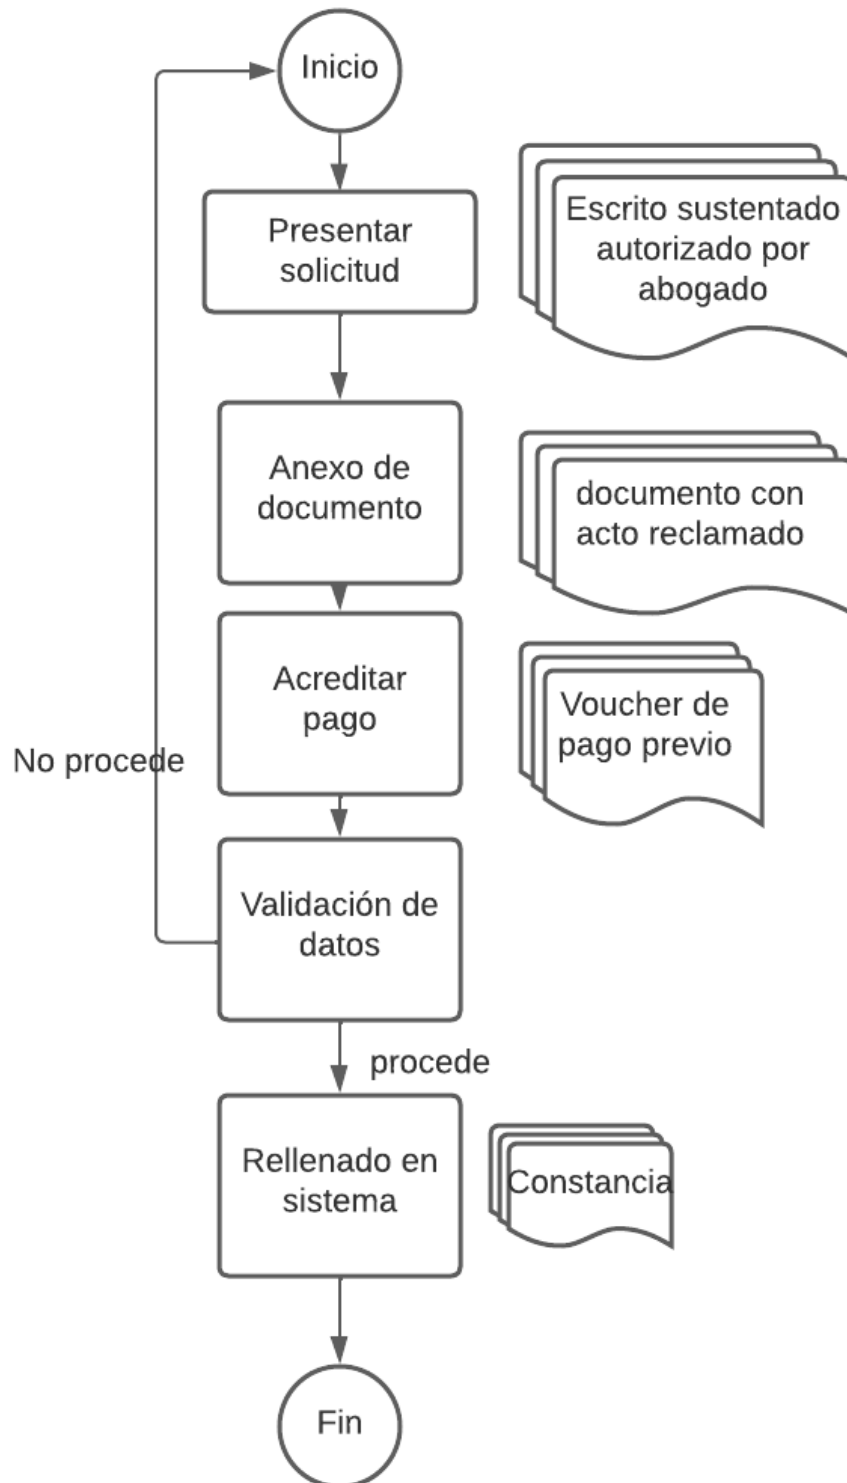 Inicio
Presentar
solicitud
Escrito sustentado
autorizado por
abogado
Anexo de
documento
documento con
acto reclamado
Acreditar
pago
Voucher de
pago previo
No procede
Validación de
datos
procede
Rellenado en
sistema
Constancia
Fin